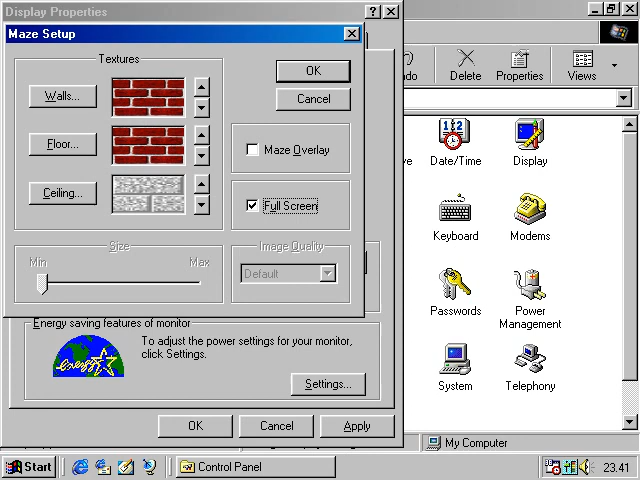 Display Properties
Maze Setup
Textures
Walls...
Floor...
Ceiling...
OK
Cancel
Maze Overlay
Full Screen
Size
Min
Max
Image Quality
Default
Energy saving features of monitor
To adjust the power settings for your monitor,
click Settings.
Settings...
OK
Cancel
Apply
Delete
Properties
Views
Date/Time
Display
Keyboard
Modems
Passwords
Power
Management
System
Telephony
My Computer
Start
Control Panel
23.41